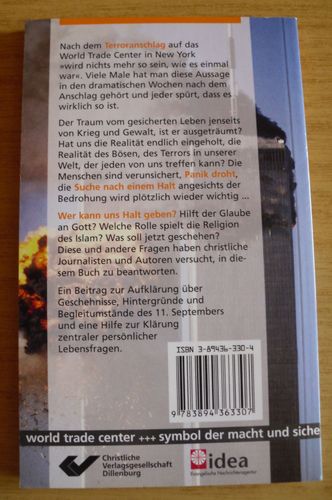 Nach dem Terroranschlag auf das
World Trade Center in New York
»wird nichts mehr so sein, wie es einmal
war«. Viele Male hat man diese Aussage
in den dramatischen Wochen nach dem
Anschlag gehört und jeder spürt, dass es
wirklich so ist.
Der Traum vom gesicherten Leben jenseits
von Krieg und Gewalt, ist er ausgeträumt?
Hat uns die Realität endlich eingeholt, die
Realität des Bösen, des Terrors in unserer
Welt, der jeden von uns treffen kann? Die
Menschen sind verunsichert, Panik droht,
die Suche nach einem Halt angesichts der
Bedrohung wird plötzlich wieder wichtig ...
Wer kann uns Halt geben? Hilft der Glaube
an Gott? Welche Rolle spielt die Religion
des Islam? Was soll jetzt geschehen?
Diese und andere Fragen haben christliche
Journalisten und Autoren versucht, in die-
sem Buch zu beantworten.
Ein Beitrag zur Aufklärung über
Geschehnisse, Hintergründe und
Begleitumstände des 11. Septembers
und eine Hilfe zur Klärung
zentraler persönlicher
Lebensfragen.
ISBN 3-89436-330-4
9 783894 363307
world trade center +++ symbol der macht und siche
Christliche
Verlagsgesellschaft
Dillenburg
idea
Evangelische Nachrichtenagentur